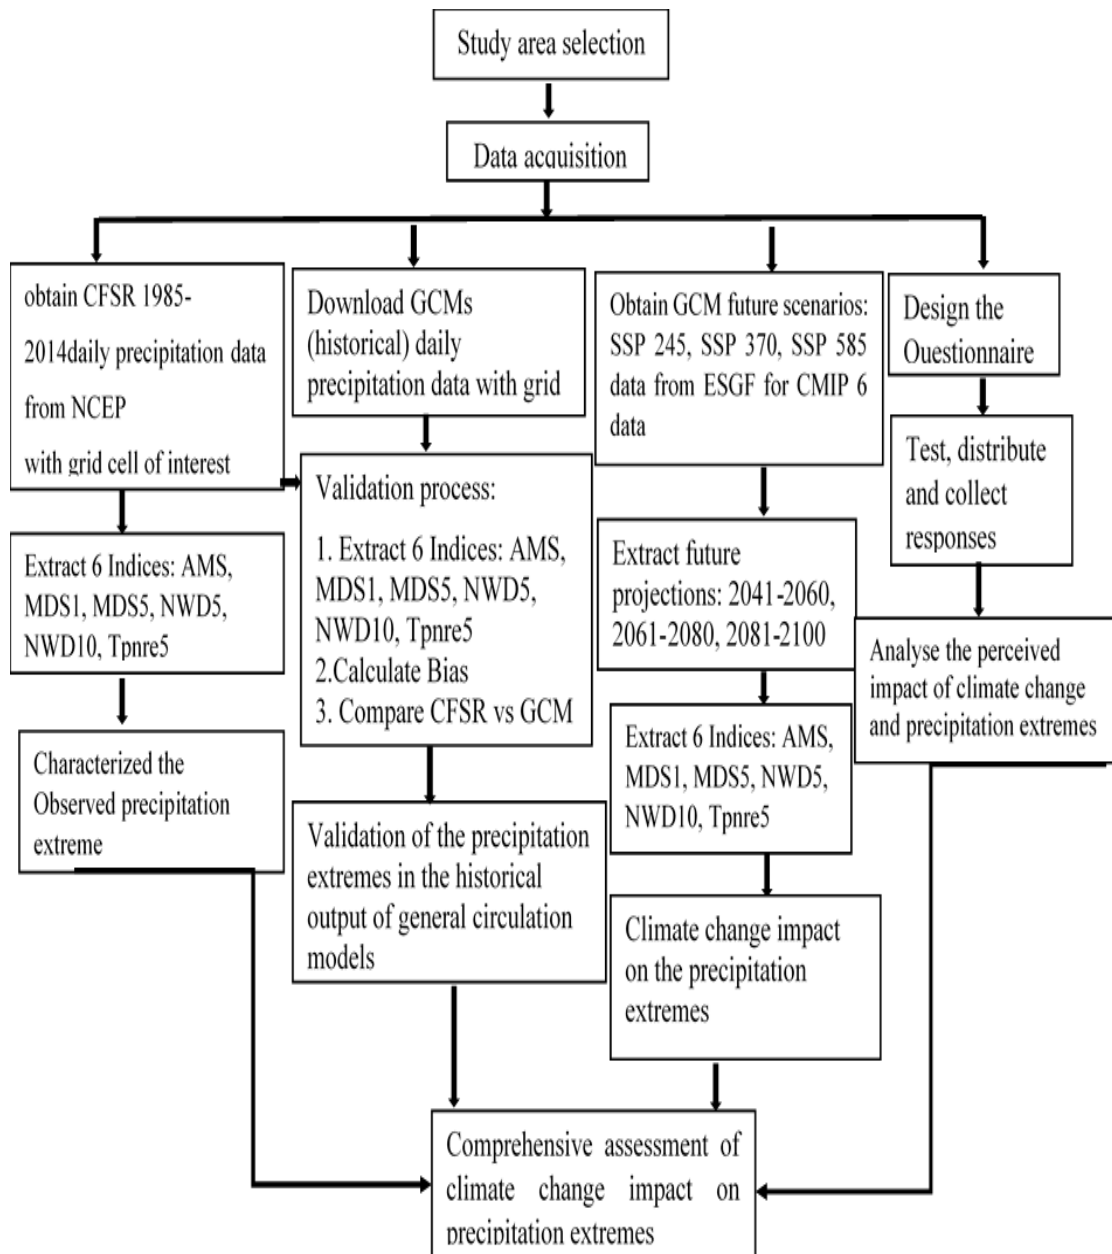 Study area selection
Data acquisition
obtain CFSR 1985-
2014daily precipitation data
from NCEP
with grid cell of interest
Download GCMs
(historical) daily
precipitation data with grid
Obtain GCM future scenarios:
SSP 245, SSP 370, SSP 585
data from ESGF for CMIP 6
data
Design the
Questionnaire
Test, distribute
and collect
responses
Validation process:
1. Extract 6 Indices: AMS,
MDS1, MDS5, NWD5,
NWD10, Tpnre5
2.Calculate Bias
3. Compare CFSR vs GCM
Extract 6 Indices: AMS,
MDS1, MDS5, NWD5,
NWD10, Tpnre5
Extract future
projections: 2041-2060,
2061-2080, 2081-2100
Analyse the perceived
impact of climate change
and precipitation extremes
Extract 6 Indices: AMS,
MDS1, MDS5, NWD5,
NWD10, Tpnre5
Characterized the
Observed precipitation
extreme
Validation of the precipitation
extremes in the historical
output of general circulation
models
Climate change impact
on the precipitation
extremes
Comprehensive assessment of
climate change impact on
precipitation extremes